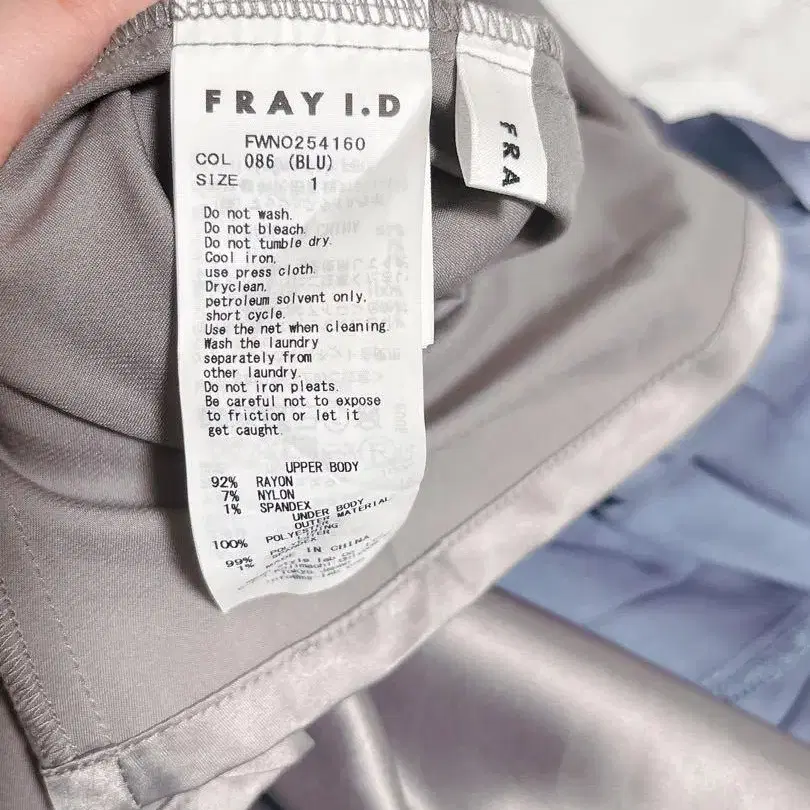 FRAY I.D
FWNO254160
COL 086 (BLU)
SIZE 1
Do not wash.
Do not bleach.
Do not tumble dry.
Cool iron,
use press cloth.
Dryclean.
petroleum solvent only,
short cycle.
Use the net when cleaning.
Wash the laundry
separately from
other laundry.
Do not iron pleats.
Be careful not to expose
to friction or let it
get caught.
UPPER BODY
92% RAYON
7% NYLON
1% SPANDEX
UNDER BODY
OUTER MATERIAL
100%
99%
1%
MADE IN CHINA
FRA